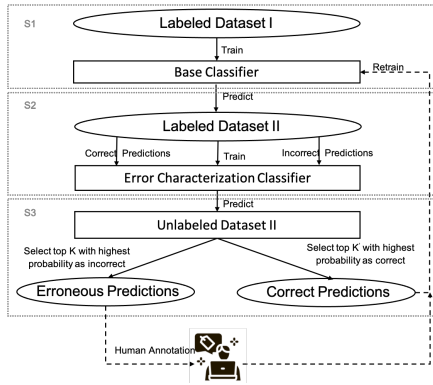 S1
Labeled Dataset I
Train
Retrain
Base Classifier
Predict
S2
Labeled Dataset II
Correct Predictions
Train
Incorrect Predictions
Error Characterization Classifier
Predict
S3
Unlabeled Dataset II
Select top K with highest
probability as incorrect
Select top K' with highest
probability as correct
Erroneous Predictions
Correct Predictions
Human Annotation